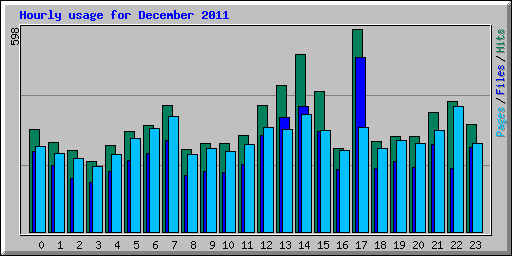 Hourly usage for December 2011
598
Pages / Files / Hits
0 1 2 3 4 5 6 7 8 9 10 11 12 13 14 15 16 17 18 19 20 21 22 23